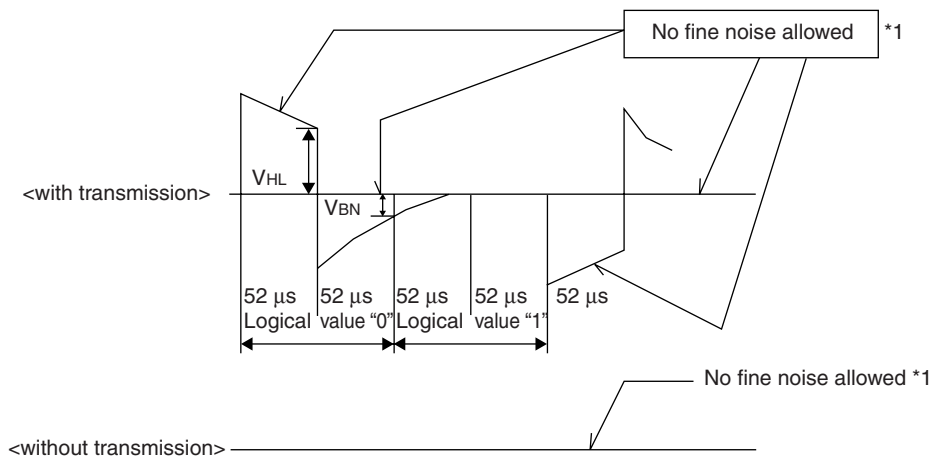 No fine noise allowed *1
VHL
<with transmission>
VBN
52 µs 52 µs 52 µs 52 µs 52 µs
Logical value “0” Logical value “1”
No fine noise allowed *1
<without transmission>